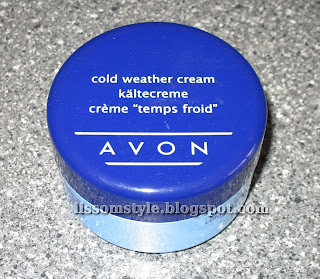 cold weather cream
kältecreme
crème "temps froid"
AVON
lissomstyle.blogspot.com